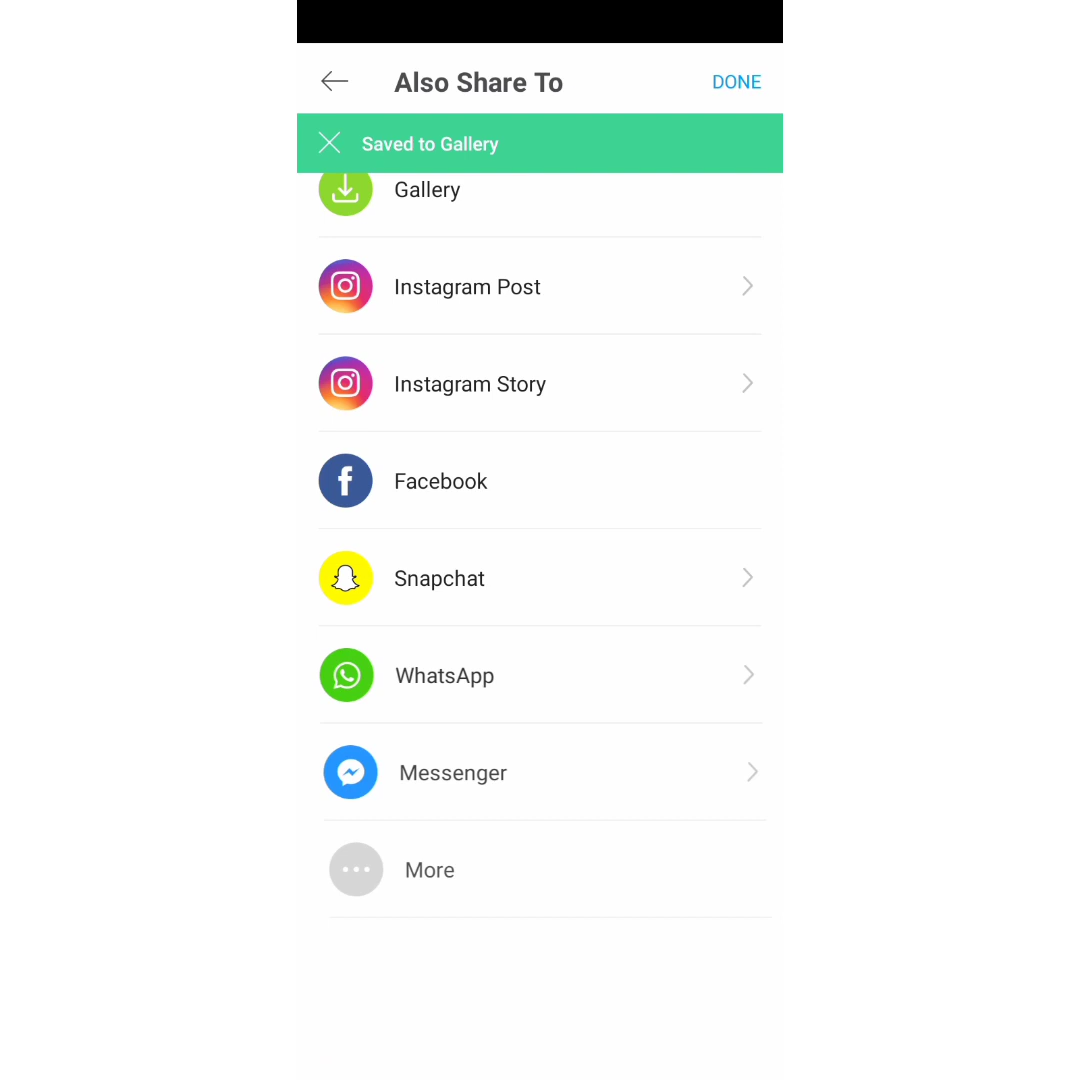 Also Share To
DONE
Saved to Gallery
Gallery
Instagram Post
Instagram Story
Facebook
Snapchat
WhatsApp
Messenger
More